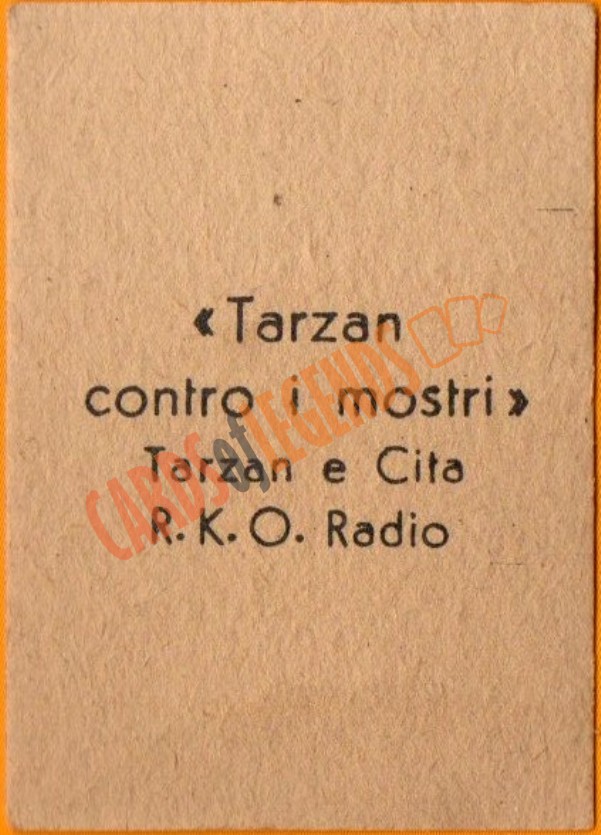 «Tarzan
contro i mostri»
Tarzan e Cita
R.K.O. Radio
CARDSofLEGENDS